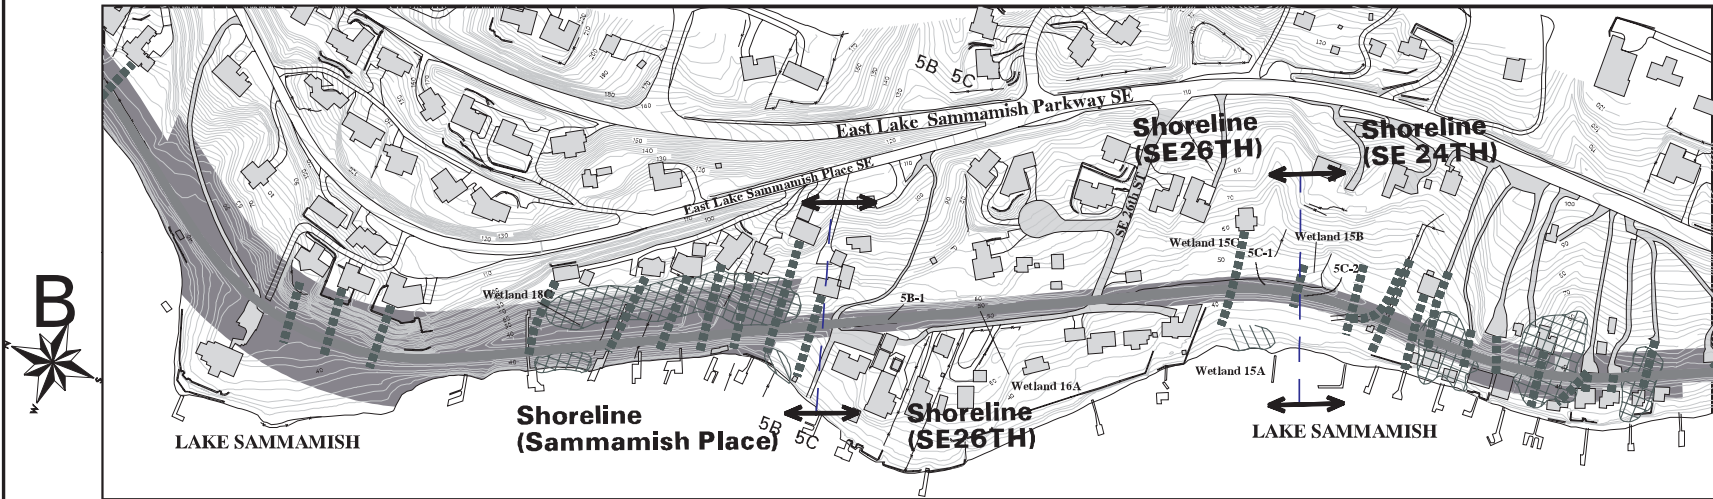 B
5B 5C
East Lake Sammamish Parkway SE
Shoreline
(SE26TH)
Shoreline
(SE 24TH)
East Lake Sammamish Place SE
SE 26th ST
Wetland 15C
Wetland 15B
5C-1
5C-2
Wetland 18C
5B-1
Wetland 15A
Wetland 16A
Shoreline
(Sammamish Place)
5B 5C
Shoreline
(SE26TH)
LAKE SAMMAMISH
LAKE SAMMAMISH